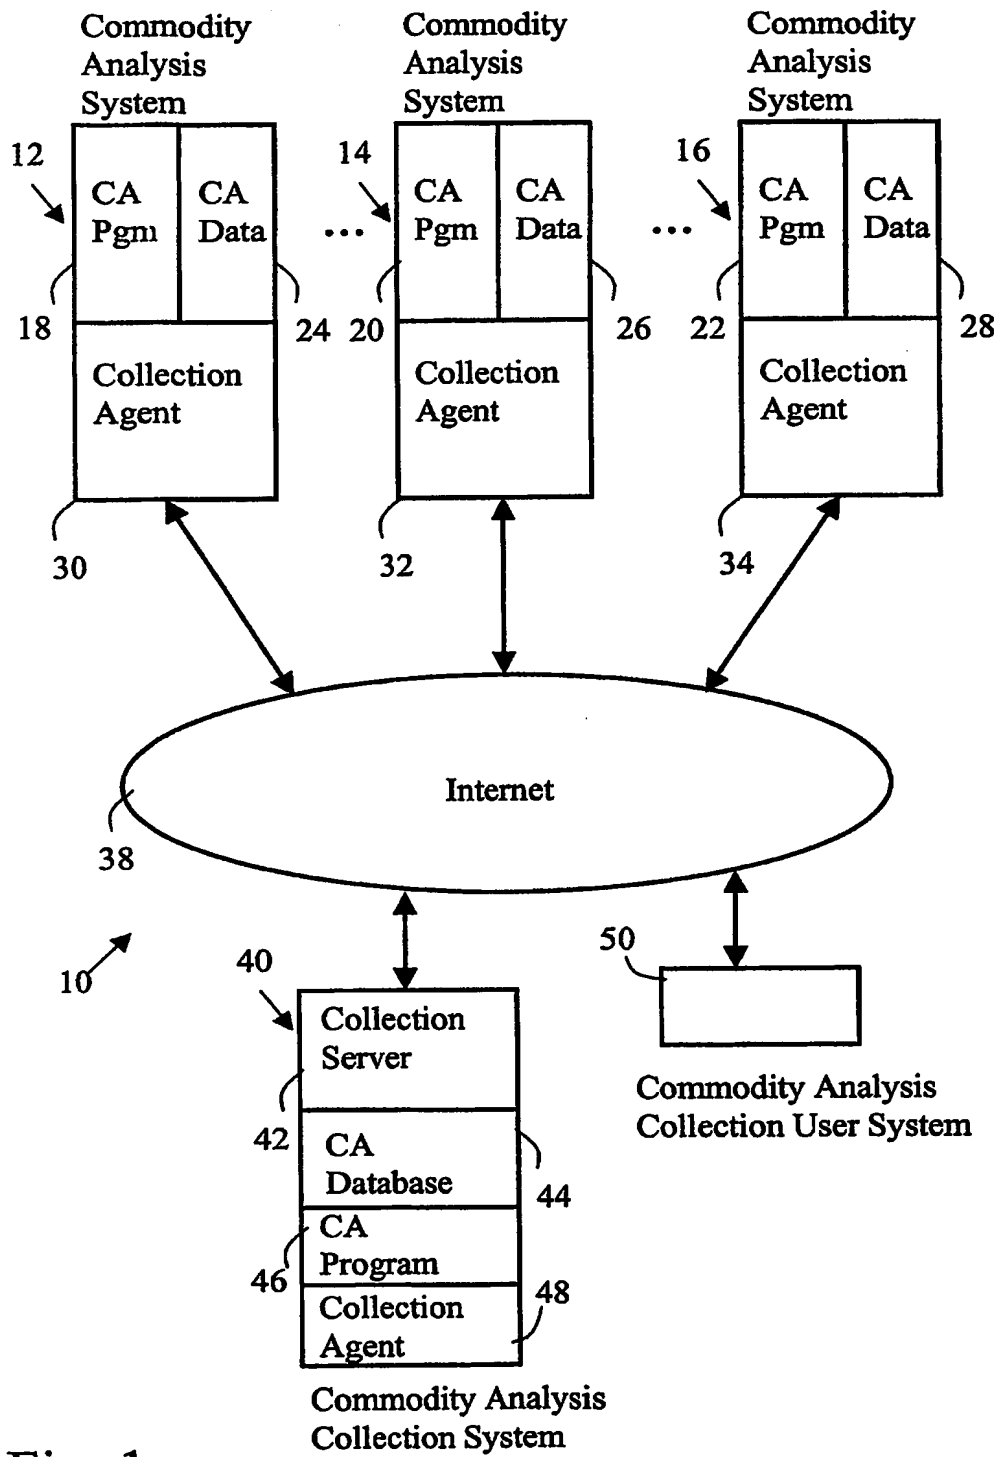 Commodity
Analysis
System
Commodity
Analysis
System
Commodity
Analysis
System
12
14
16
CA
Pgm
CA
Data
...
CA
Pgm
CA
Data
...
CA
Pgm
CA
Data
18
24
20
26
22
28
Collection
Agent
Collection
Agent
Collection
Agent
30
32
34
Internet
38
10
40
50
Collection
Server
42
CA
Database
44
CA
Program
46
Collection
Agent
48
Commodity Analysis
Collection User System
Commodity Analysis
Collection System